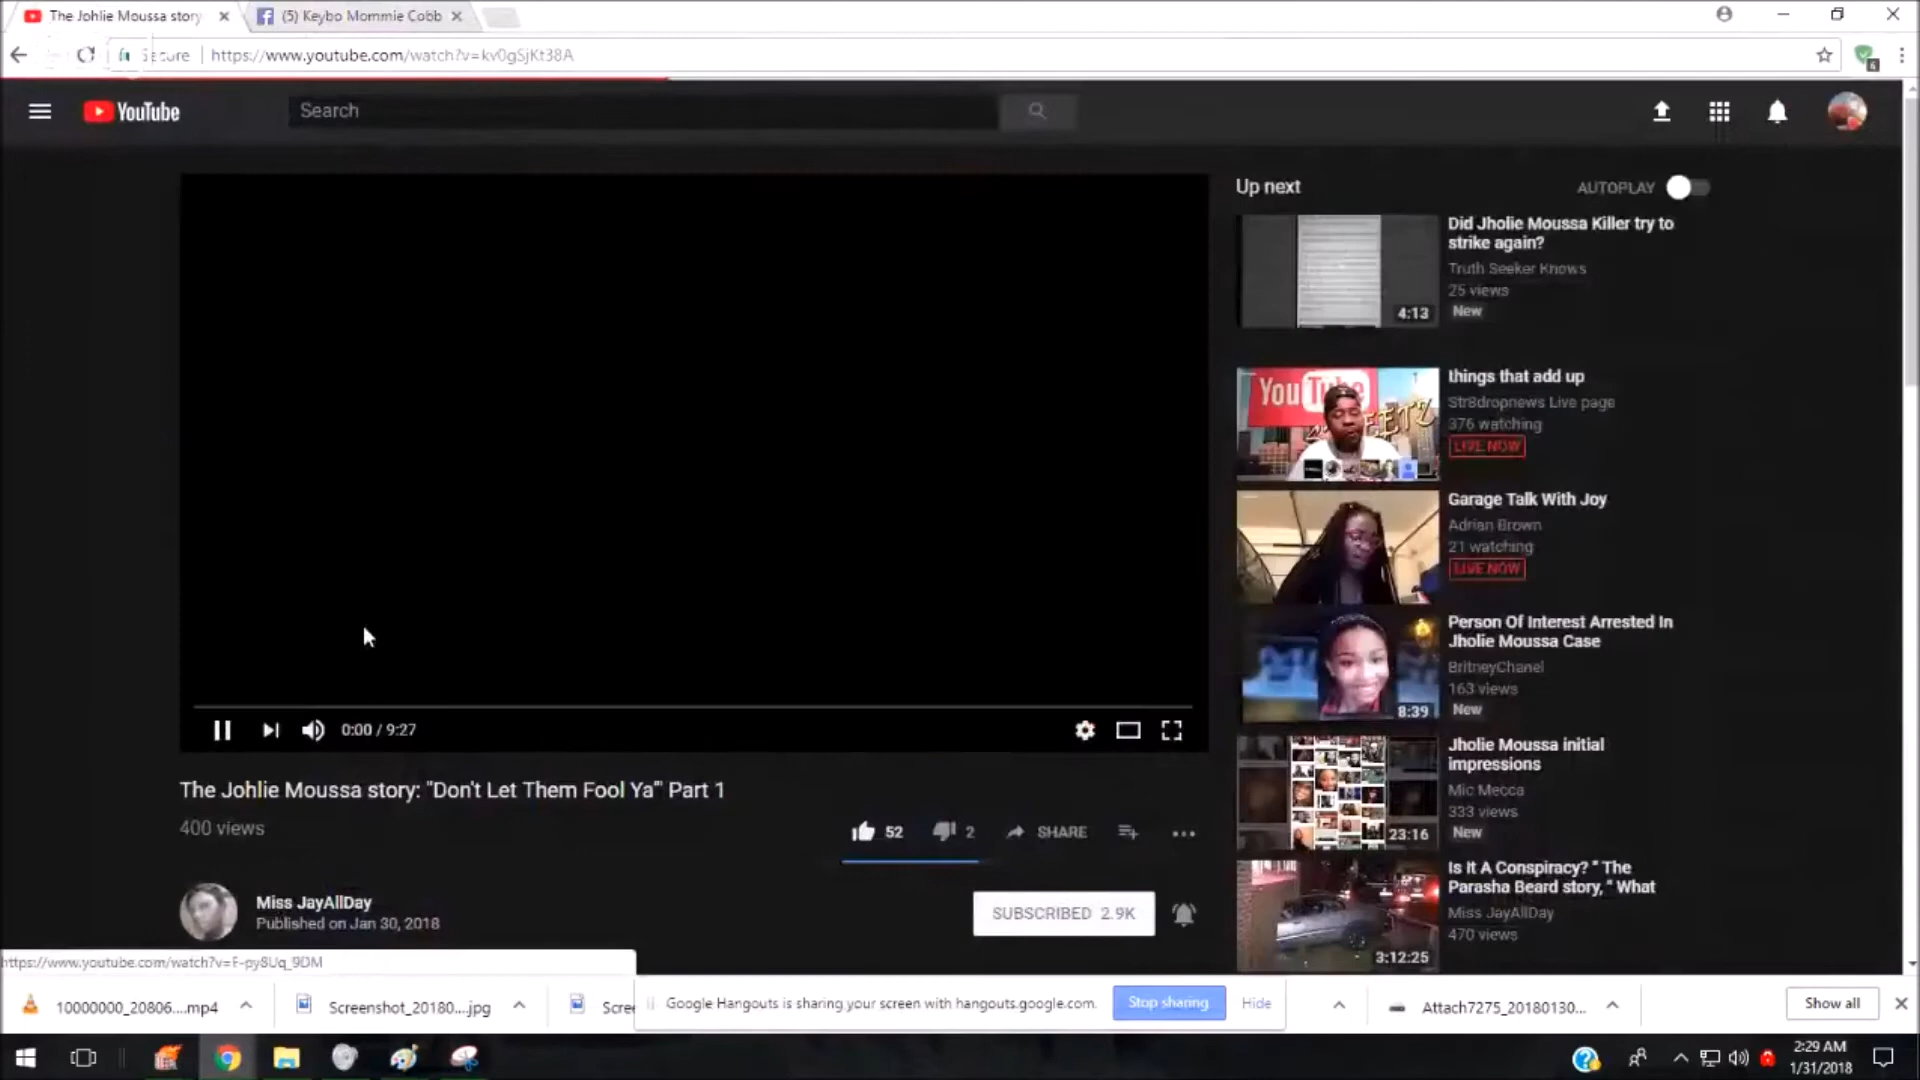 The Johlie Moussa story
(5) Keybo Mommie Cobb
Secure
https://www.youtube.com/watch?v=kv0gSjKt38A
6
YouTube
Search
Up next
AUTOPLAY
Did Jholie Moussa Killer try to
strike again?
Truth Seeker Knows
25 views
New
4:13
You Tube
things that add up
Str8dropnews Live page
376 watching
LIVE NOW
Garage Talk With Joy
Adrian Brown
21 watching
LIVE NOW
Person Of Interest Arrested In
Jholie Moussa Case
BritneyChanel
163 views
New
8:39
Jholie Moussa initial
impressions
Mic Mecca
333 views
New
23:16
Is It A Conspiracy? " The
Parasha Beard story, " What
Miss JayAllDay
470 views
3:12:25
0:00 / 9:27
The Johlie Moussa story: "Don't Let Them Fool Ya'" Part 1
400 views
52
2
SHARE
Miss JayAllDay
Published on Jan 30, 2018
SUBSCRIBED 2.9K
https://www.youtube.com/watch?v=F-py8Uq_9DM
10000000_20806....mp4
Screenshot_20180....jpg
Scree
Google Hangouts is sharing your screen with hangouts.google.com.
Stop sharing
Hide
Attach7275_20180130...
Show all
2:29 AM
1/31/2018